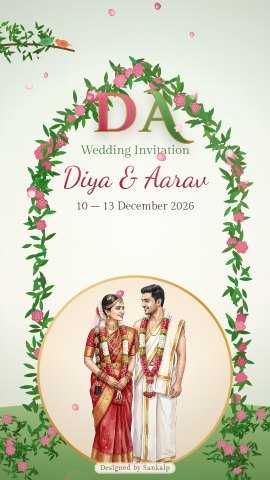 DA
Wedding Invitation
Diya & Aarav
10 — 13 December 2026
Designed by Sankalp